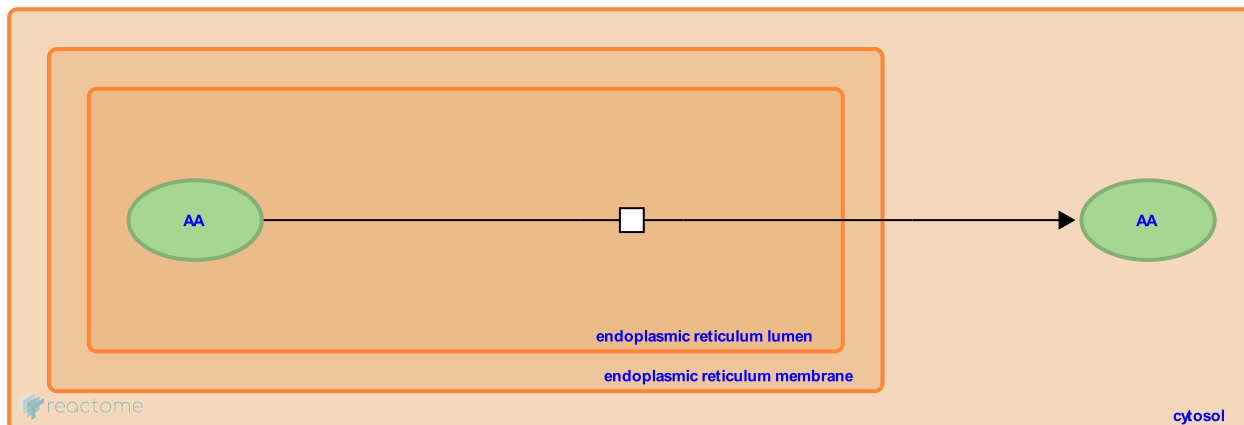 AA
AA
endoplasmic reticulum lumen
endoplasmic reticulum membrane
reactome
cytosol